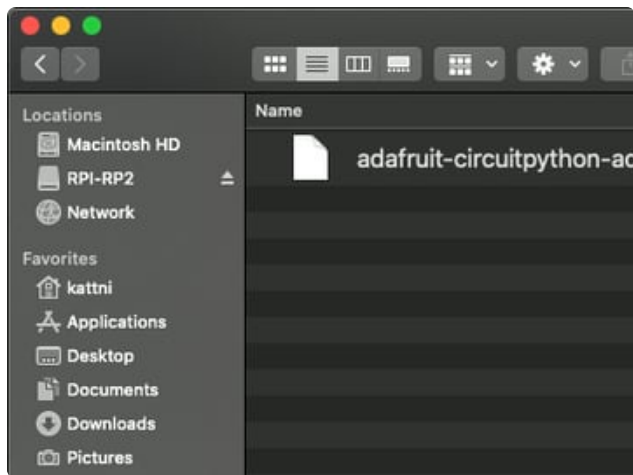 Locations
Macintosh HD
RPI-RP2
Network
Favorites
kattni
Applications
Desktop
Documents
Downloads
Pictures
Name
adafruit-circuitpython-ad